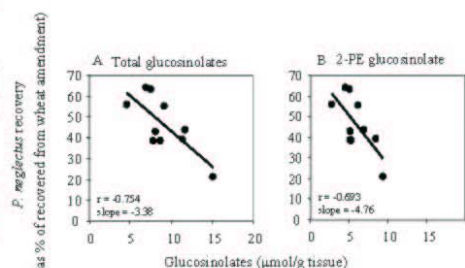 P. neglectus recovery
as % of recovered from wheat amendment)
A Total glucosinolates
70
60
50
40
30
20
10
0
r = -0.754
slope = -3.38
0 5 10 15 20
B 2-PE glucosinolate
70
60
50
40
30
20
10
0
r = -0.693
slope = -4.76
0 5 10 15
Glucosinolates (μmol/g tissue)